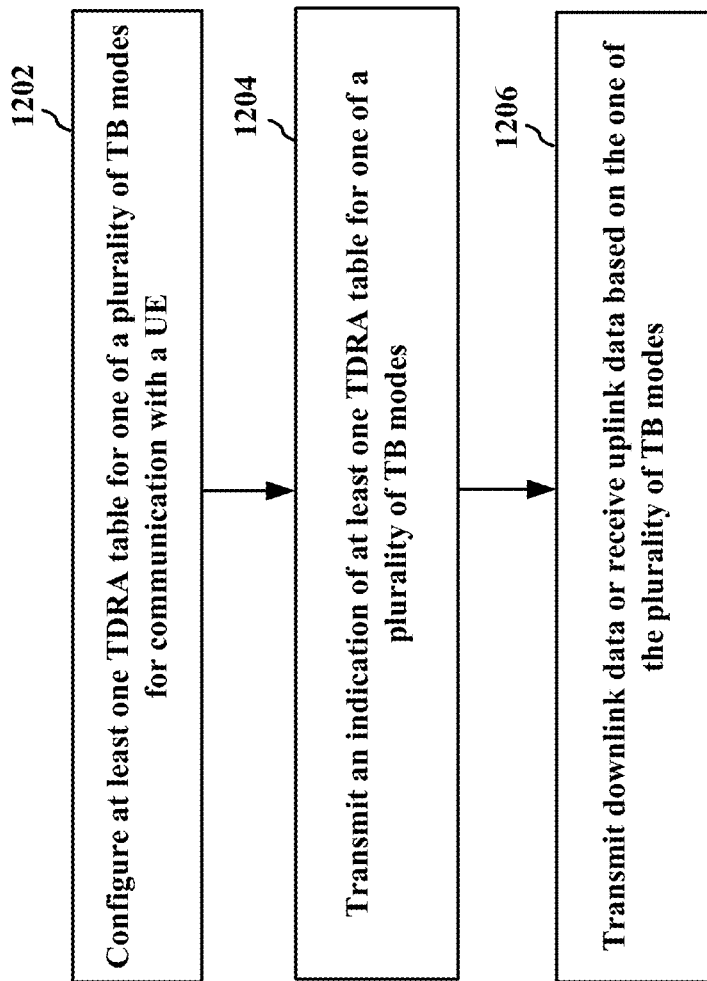 1202
Configure at least one TDRA table for one of a plurality of TB modes
for communication with a UE
1204
Transmit an indication of at least one TDRA table for one of a
plurality of TB modes
1206
Transmit downlink data or receive uplink data based on the one of
the plurality of TB modes